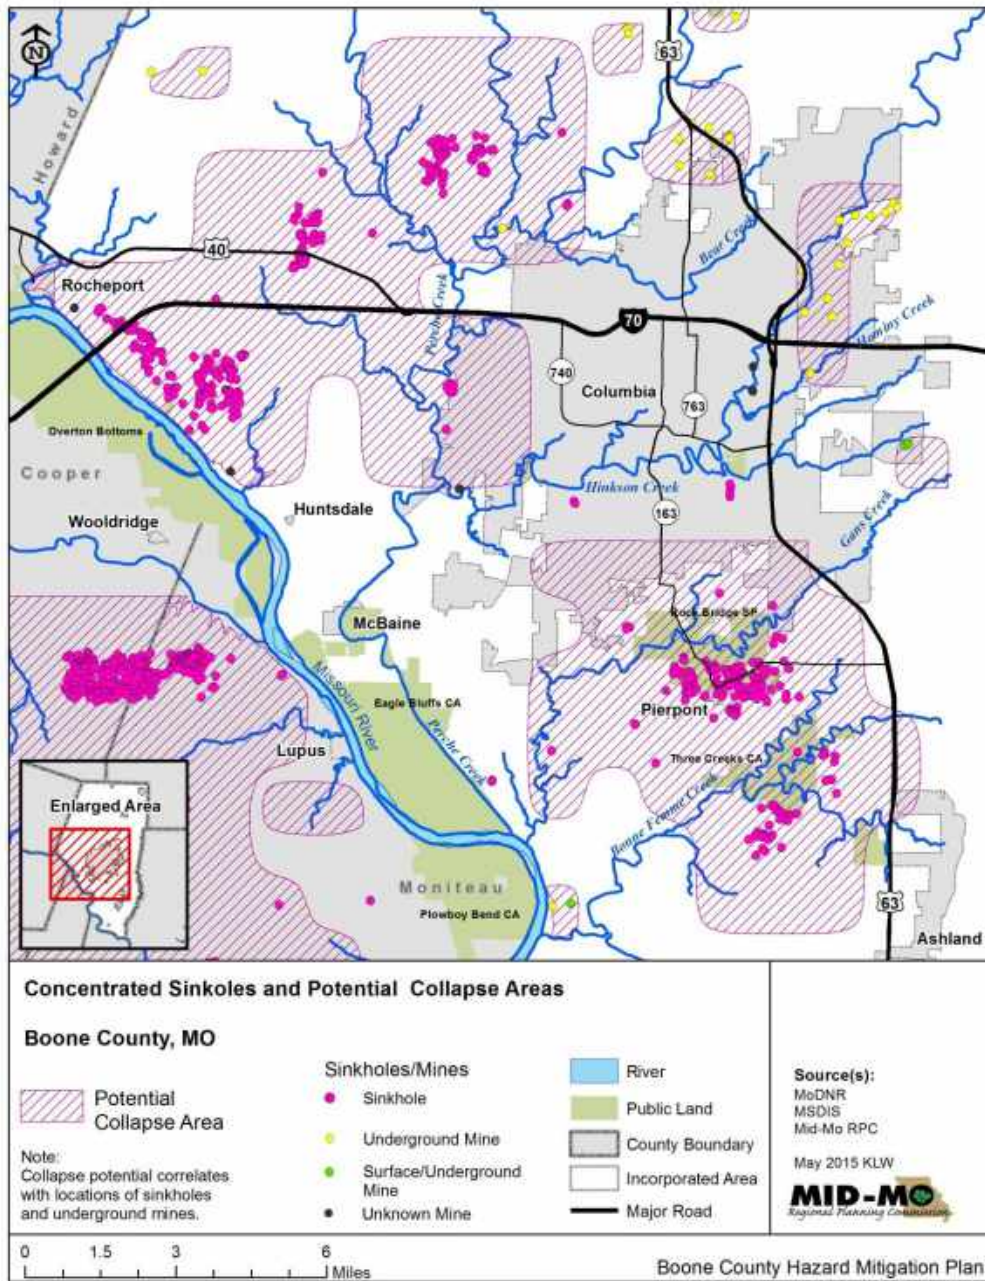 N
63
Howard
40
Bear Creek
Rocheport
Perche Creek
70
Hominy Creek
740
Columbia
763
Overton Bottoms
Cooper
Hinkson Creek
Huntsdale
Wooldridge
163
Gans Creek
Rock Bridge SP
McBaine
Missouri River
Eagle Bluffs CA
Pierpont
Perche Creek
Lupus
Three Creeks CA
Enlarged Area
Bonne Femme Creek
Moniteau
63
Plowboy Bend CA
Ashland
Concentrated Sinkoles and Potential Collapse Areas
Boone County, MO
Potential
Collapse Area
Note:
Collapse potential correlates
with locations of sinkholes
and underground mines.
Sinkholes/Mines
Sinkhole
Underground Mine
Surface/Underground
Mine
Unknown Mine
River
Public Land
County Boundary
Incorporated Area
Major Road
Source(s):
MoDNR
MSDIS
Mid-Mo RPC
May 2015 KLW
MID-MO
Regional Planning Commission
0 1.5 3 6
Miles
Boone County Hazard Mitigation Plan